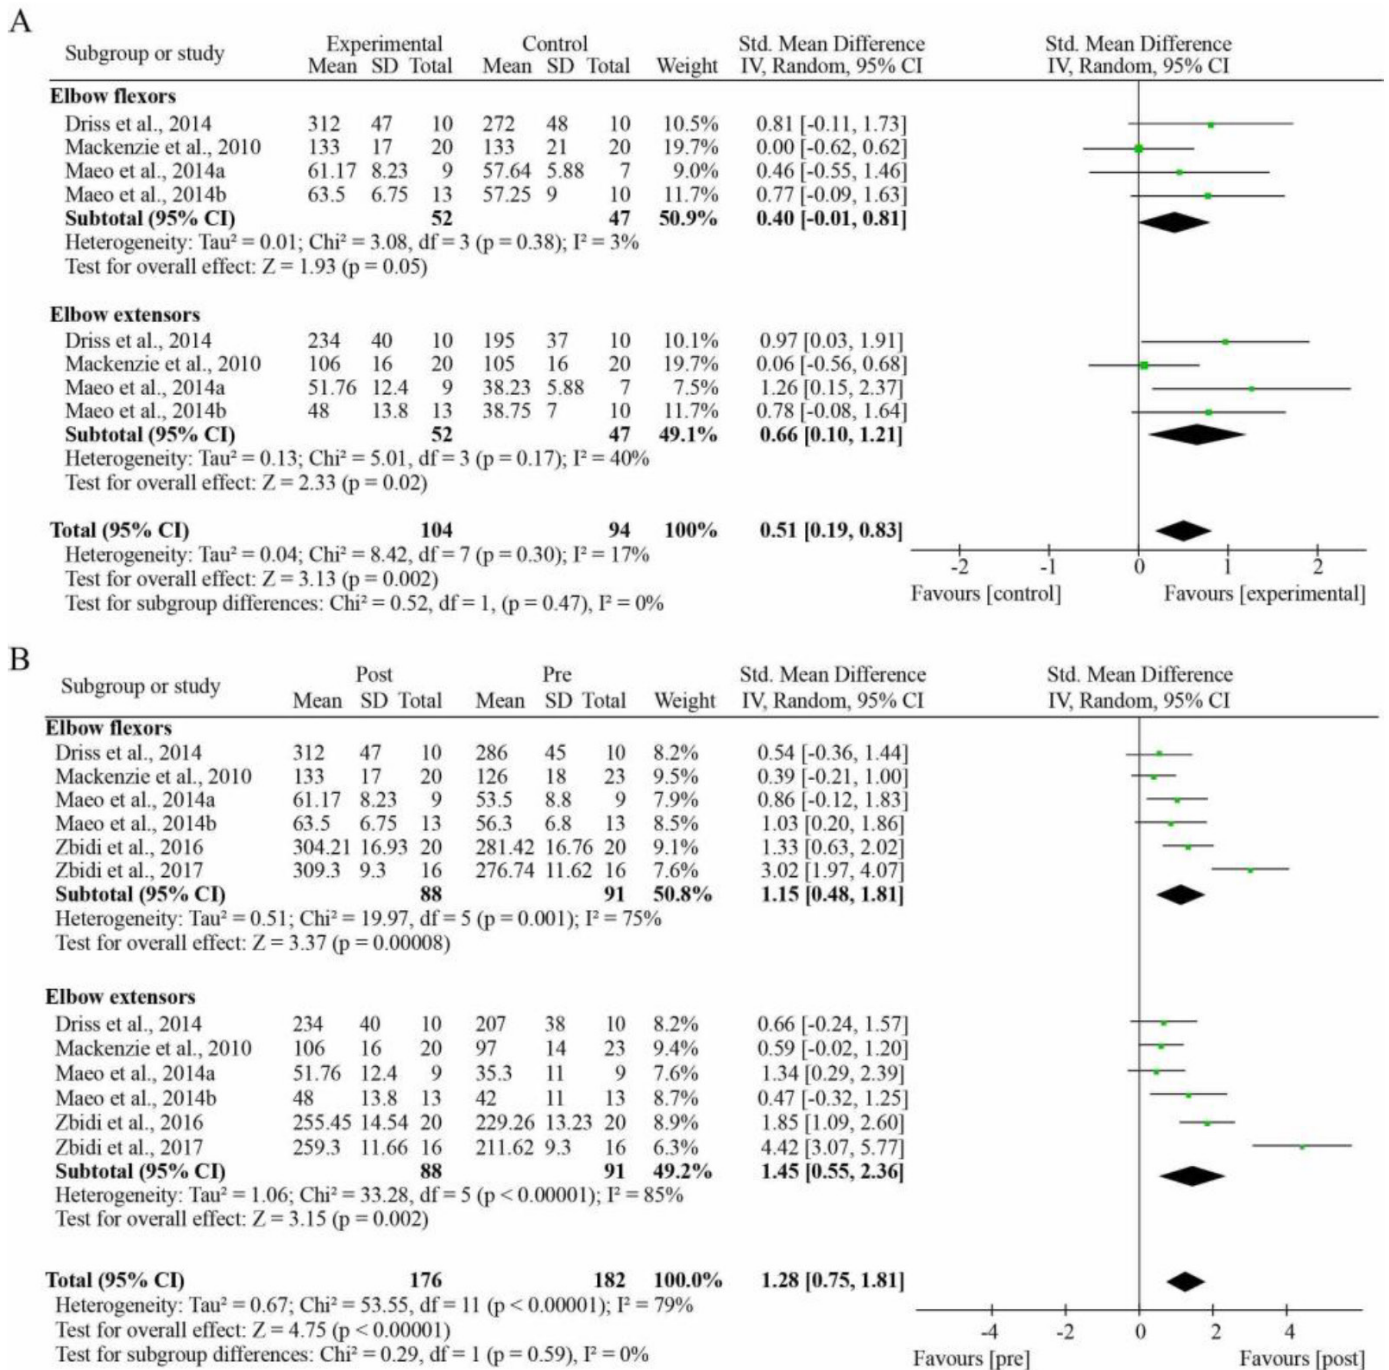 A
Subgroup or study Experimental Control Std. Mean Difference Std. Mean Difference
Mean SD Total Mean SD Total Weight IV, Random, 95% CI IV, Random, 95% CI
Elbow flexors
Driss et al., 2014 312 47 10 272 48 10 10.5% 0.81 [-0.11, 1.73]
Mackenzie et al., 2010 133 17 20 133 21 20 19.7% 0.00 [-0.62, 0.62]
Maeo et al., 2014a 61.17 8.23 9 57.64 5.88 7 9.0% 0.46 [-0.55, 1.46]
Maeo et al., 2014b 63.5 6.75 13 57.25 9 10 11.7% 0.77 [-0.09, 1.63]
Subtotal (95% CI) 52 47 50.9% 0.40 [-0.01, 0.81]
Heterogeneity: Tau² = 0.01; Chi² = 3.08, df = 3 (p = 0.38); I² = 3%
Test for overall effect: Z = 1.93 (p = 0.05)
Elbow extensors
Driss et al., 2014 234 40 10 195 37 10 10.1% 0.97 [0.03, 1.91]
Mackenzie et al., 2010 106 16 20 105 16 20 19.7% 0.06 [-0.56, 0.68]
Maeo et al., 2014a 51.76 12.4 9 38.23 5.88 7 7.5% 1.26 [0.15, 2.37]
Maeo et al., 2014b 48 13.8 13 38.75 7 10 11.7% 0.78 [-0.08, 1.64]
Subtotal (95% CI) 52 47 49.1% 0.66 [0.10, 1.21]
Heterogeneity: Tau² = 0.13; Chi² = 5.01, df = 3 (p = 0.17); I² = 40%
Test for overall effect: Z = 2.33 (p = 0.02)
Total (95% CI) 104 94 100% 0.51 [0.19, 0.83]
Heterogeneity: Tau² = 0.04; Chi² = 8.42, df = 7 (p = 0.30); I² = 17%
Test for overall effect: Z = 3.13 (p = 0.002)
Test for subgroup differences: Chi² = 0.52, df = 1, (p = 0.47), I² = 0%
-2 -1 0 1 2
Favours [control] Favours [experimental]
B
Subgroup or study Post Pre Std. Mean Difference Std. Mean Difference
Mean SD Total Mean SD Total Weight IV, Random, 95% CI IV, Random, 95% CI
Elbow flexors
Driss et al., 2014 312 47 10 286 45 10 8.2% 0.54 [-0.36, 1.44]
Mackenzie et al., 2010 133 17 20 126 18 23 9.5% 0.39 [-0.21, 1.00]
Maeo et al., 2014a 61.17 8.23 9 53.5 8.8 9 7.9% 0.86 [-0.12, 1.83]
Maeo et al., 2014b 63.5 6.75 13 56.3 6.8 13 8.5% 1.03 [0.20, 1.86]
Zbidi et al., 2016 304.21 16.93 20 281.42 16.76 20 9.1% 1.33 [0.63, 2.02]
Zbidi et al., 2017 309.3 9.3 16 276.74 11.62 16 7.6% 3.02 [1.97, 4.07]
Subtotal (95% CI) 88 91 50.8% 1.15 [0.48, 1.81]
Heterogeneity: Tau² = 0.51; Chi² = 19.97, df = 5 (p = 0.001); I² = 75%
Test for overall effect: Z = 3.37 (p = 0.00008)
Elbow extensors
Driss et al., 2014 234 40 10 207 38 10 8.2% 0.66 [-0.24, 1.57]
Mackenzie et al., 2010 106 16 20 97 14 23 9.4% 0.59 [-0.02, 1.20]
Maeo et al., 2014a 51.76 12.4 9 35.3 11 9 7.6% 1.34 [0.29, 2.39]
Maeo et al., 2014b 48 13.8 13 42 11 13 8.7% 0.47 [-0.32, 1.25]
Zbidi et al., 2016 255.45 14.54 20 229.26 13.23 20 8.9% 1.85 [1.09, 2.60]
Zbidi et al., 2017 259.3 11.66 16 211.62 9.3 16 6.3% 4.42 [3.07, 5.77]
Subtotal (95% CI) 88 91 49.2% 1.45 [0.55, 2.36]
Heterogeneity: Tau² = 1.06; Chi² = 33.28, df = 5 (p < 0.00001); I² = 85%
Test for overall effect: Z = 3.15 (p = 0.002)
Total (95% CI) 176 182 100.0% 1.28 [0.75, 1.81]
Heterogeneity: Tau² = 0.67; Chi² = 53.55, df = 11 (p < 0.00001); I² = 79%
Test for overall effect: Z = 4.75 (p < 0.00001)
Test for subgroup differences: Chi² = 0.29, df = 1 (p = 0.59), I² = 0%
-4 -2 0 2 4
Favours [pre] Favours [post]